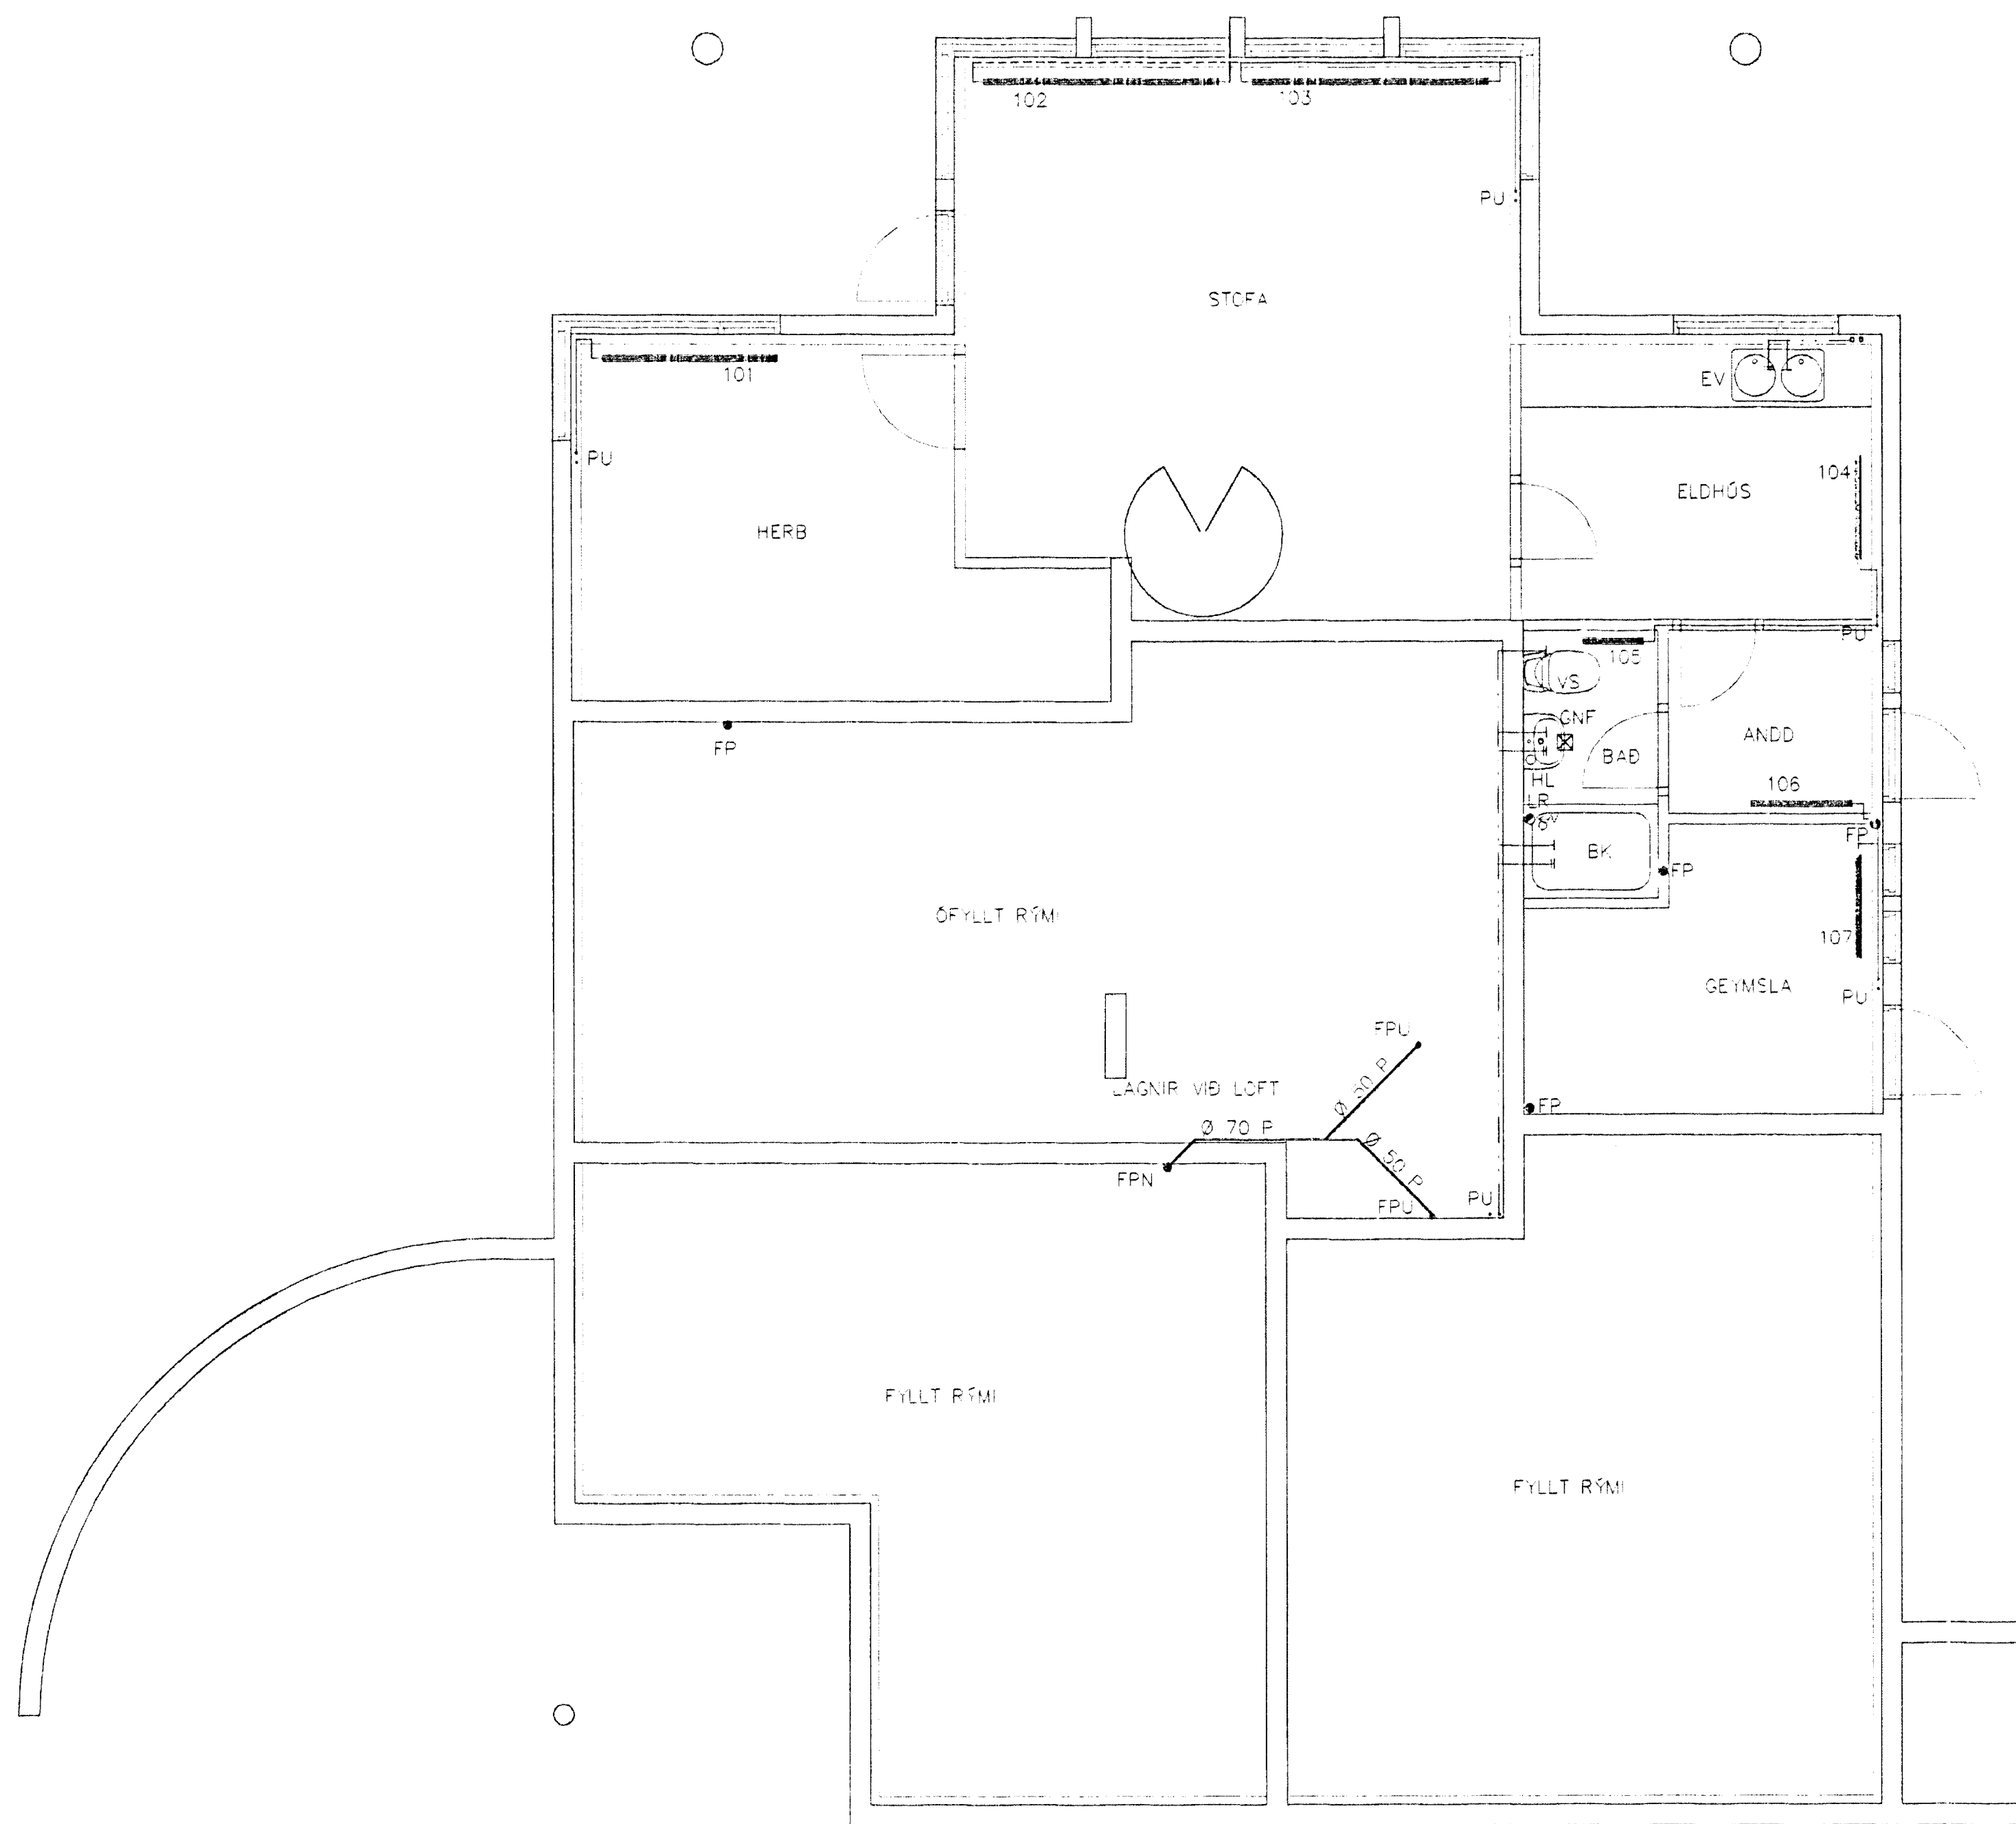 102
103
PU
STOFA
101
EV
PU
104
ELDHÚS
HERB
PU
105
VS
GNF
ANDD
FP
BAÐ
HL
106
LR
FP
BK
FP
ÓFYLLT RÝMI
107
GEYMSLA
PU
FPU
LAGNIR VIÐ LOFT
Ø 50 P
FP
Ø 70 P
Ø 50 P
FPN
PU
FPU
FYLLT RÝMI
FYLLT RÝMI